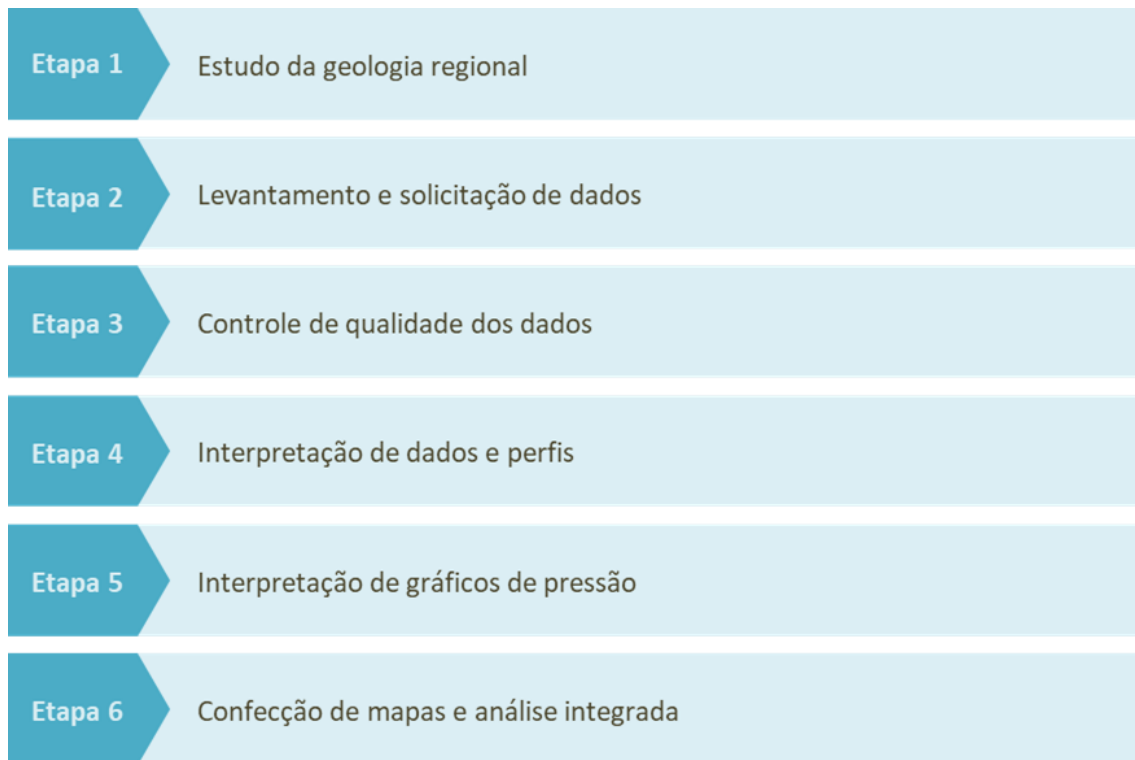 Etapa 1
Estudo da geologia regional
Etapa 2
Levantamento e solicitação de dados
Etapa 3
Controle de qualidade dos dados
Etapa 4
Interpretação de dados e perfis
Etapa 5
Interpretação de gráficos de pressão
Etapa 6
Confecção de mapas e análise integrada